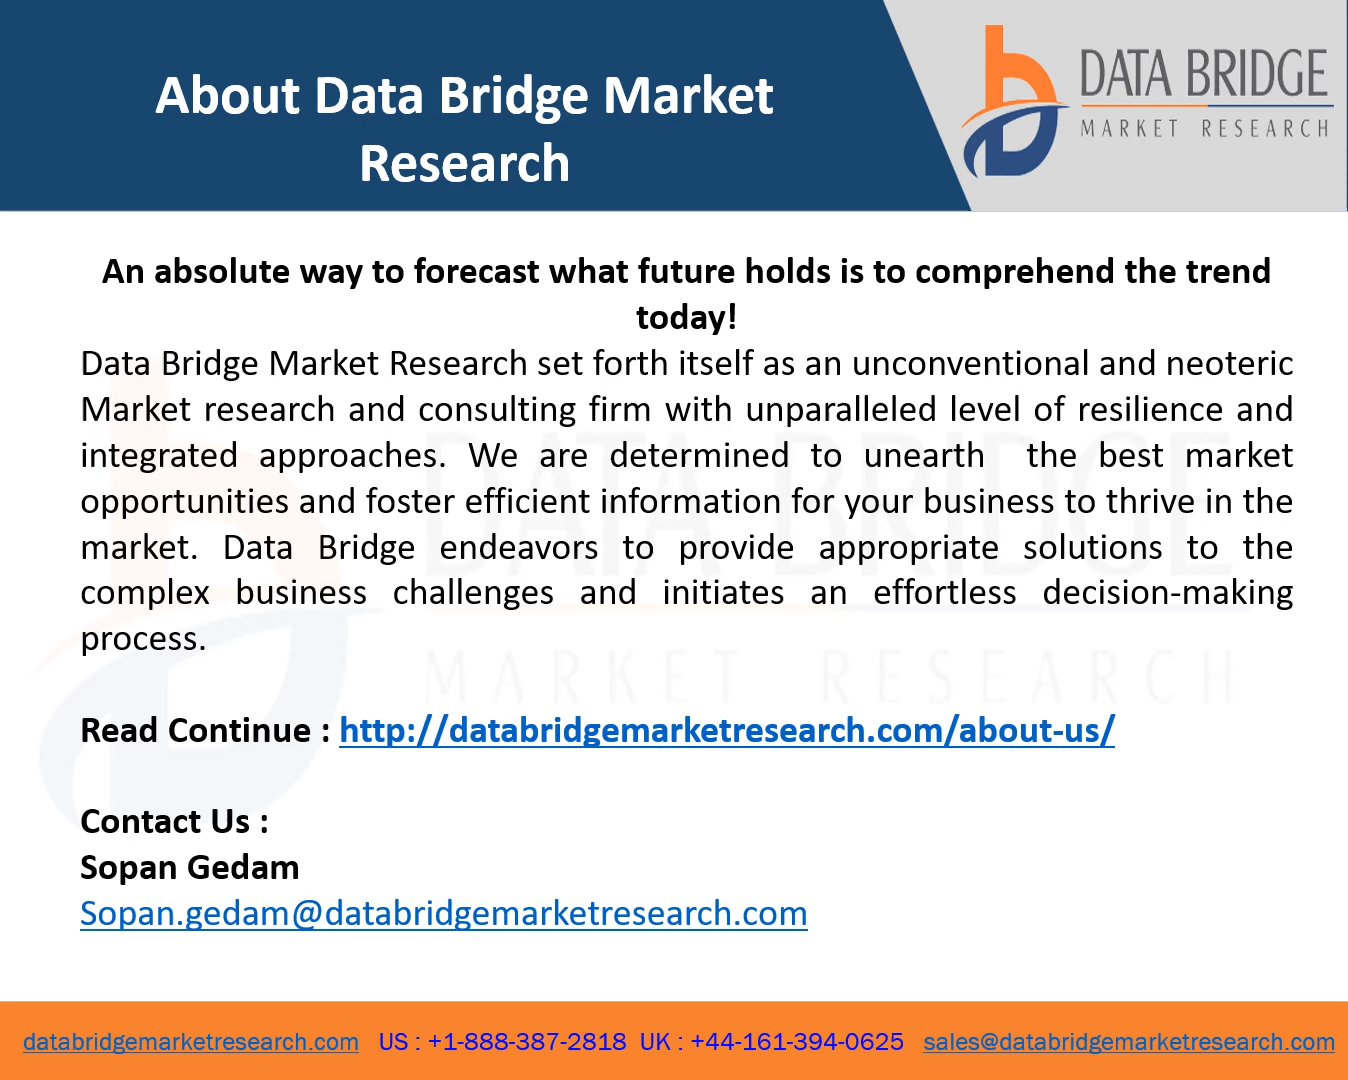 About Data Bridge Market
Research
DATA BRIDGE
MARKET RESEARCH
An absolute way to forecast what future holds is to comprehend the trend
today!
Data Bridge Market Research set forth itself as an unconventional and neoteric
Market research and consulting firm with unparalleled level of resilience and
integrated approaches. We are determined to unearth the best market
opportunities and foster efficient information for your business to thrive in the
market. Data Bridge endeavors to provide appropriate solutions to the
complex business challenges and initiates an effortless decision-making
process.
DATA BRIDGE
MARKET RESEARCH
Read Continue : http://databridgemarketresearch.com/about-us/
Contact Us :
Sopan Gedam
Sopan.gedam@databridgemarketresearch.com
databridgemarketresearch.com US : +1-888-387-2818 UK : +44-161-394-0625 sales@databridgemarketresearch.com